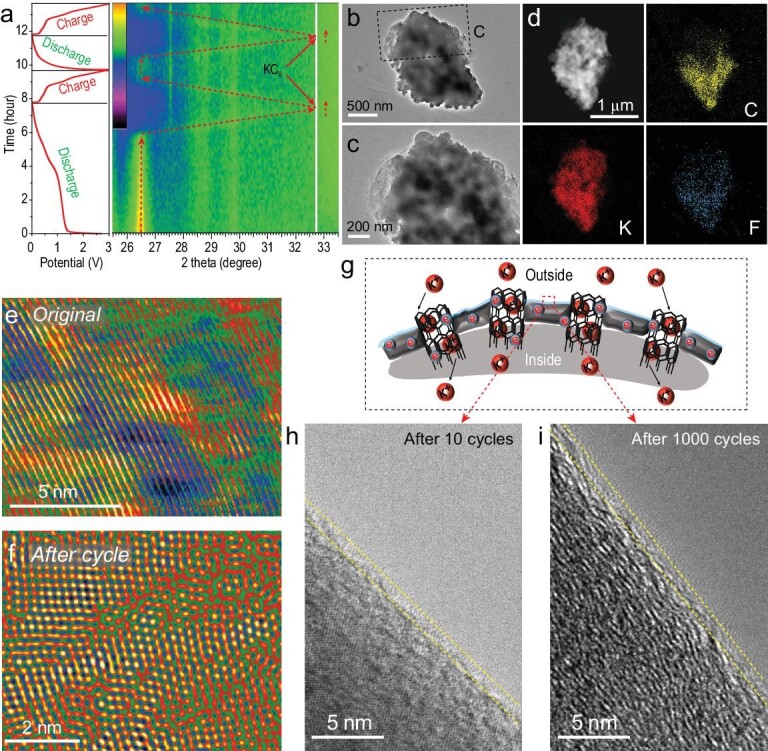 a
Charge
Discharge
Charge
Discharge
Time (hour)
12
10
8
6
4
2
0
0 1 2 3
Potential (V)
KC8
26 27 28 29 30 31 32 33
2 theta (degree)
b
C
500 nm
c
200 nm
d
1 μm
C
K
F
e
Original
5 nm
f
After cycle
2 nm
g
Outside
Inside
h
After 10 cycles
5 nm
i
After 1000 cycles
5 nm